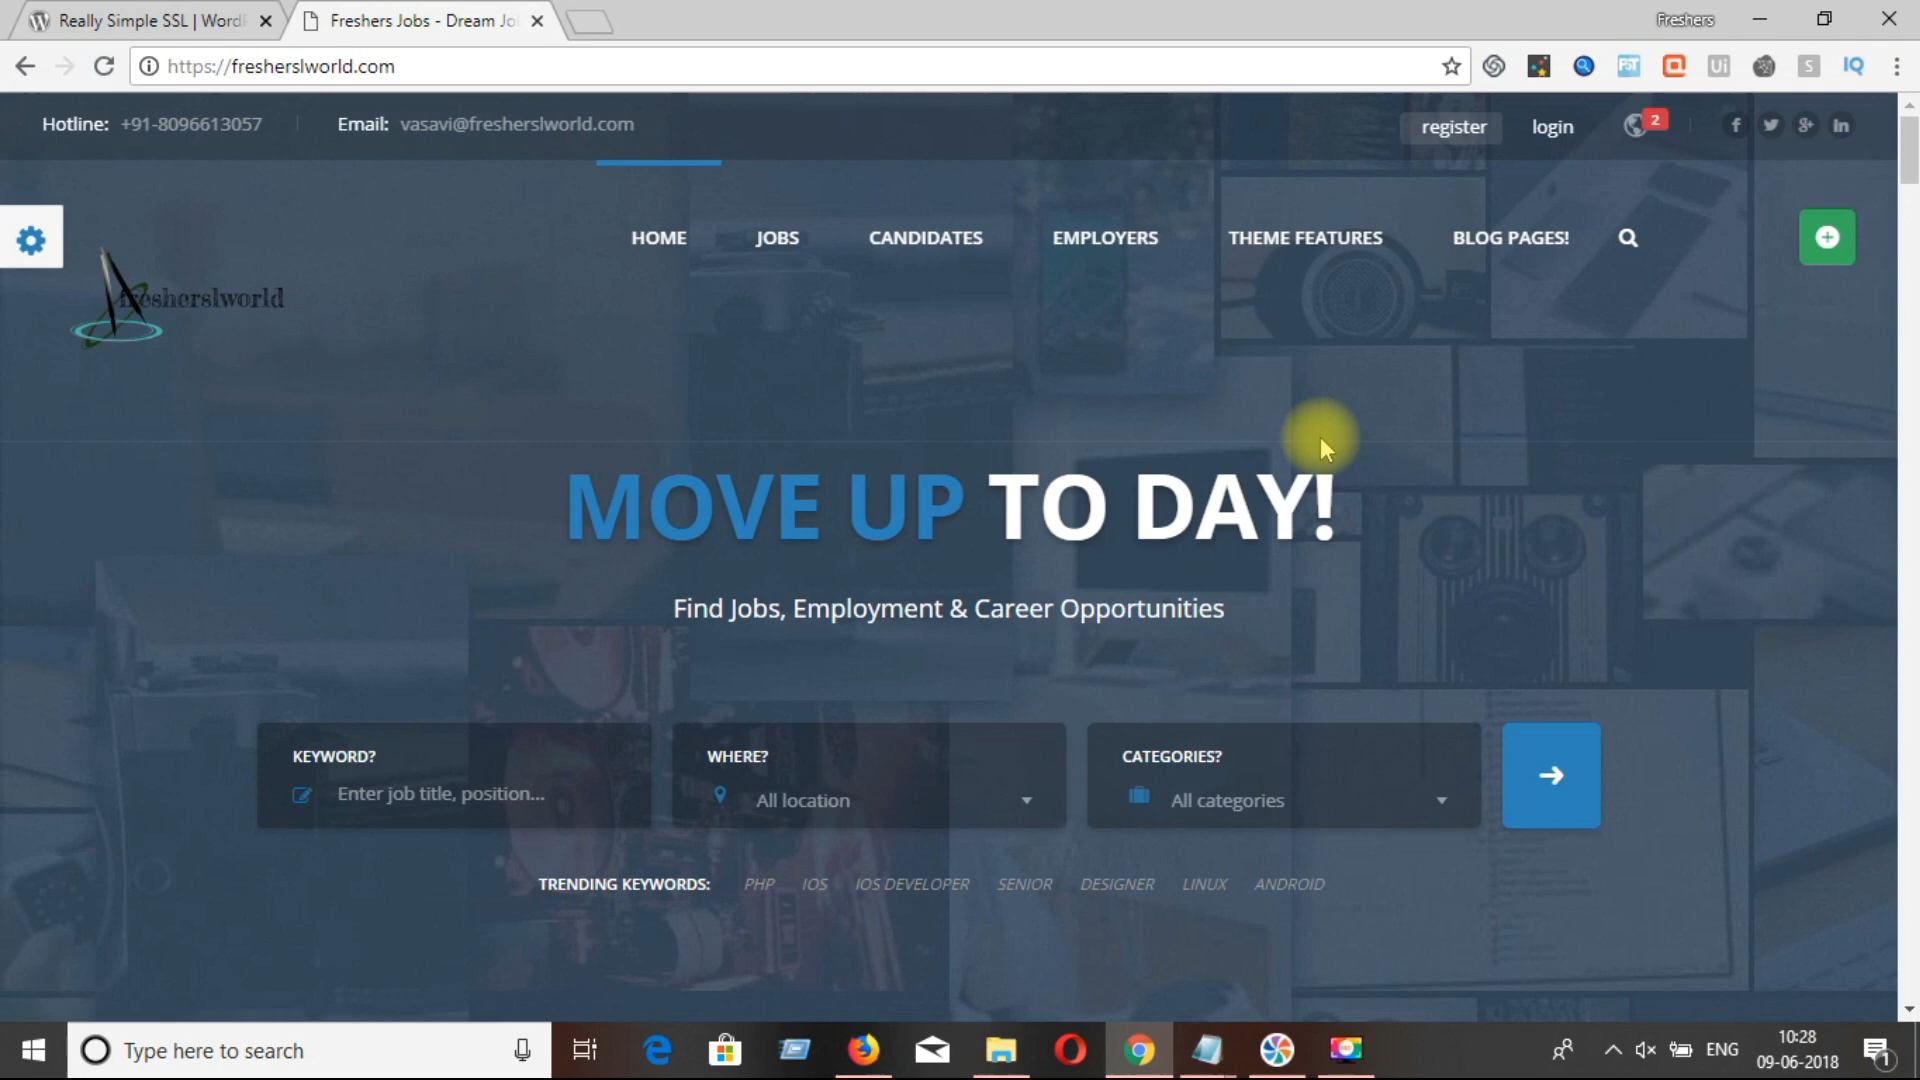 Really Simple SSL | WordP
Freshers Jobs - Dream Jo
Freshers
https://fresherslworld.com
Hotline: +91-8096613057
Email: vasavi@fresherslworld.com
register
login
2
HOME
JOBS
CANDIDATES
EMPLOYERS
THEME FEATURES
BLOG PAGES!
fresherslworld
MOVE UP TO DAY!
Find Jobs, Employment & Career Opportunities
KEYWORD?
Enter job title, position...
WHERE?
All location
CATEGORIES?
All categories
TRENDING KEYWORDS: PHP IOS IOS DEVELOPER SENIOR DESIGNER LINUX ANDROID
Type here to search
ENG
10:28
09-06-2018
1